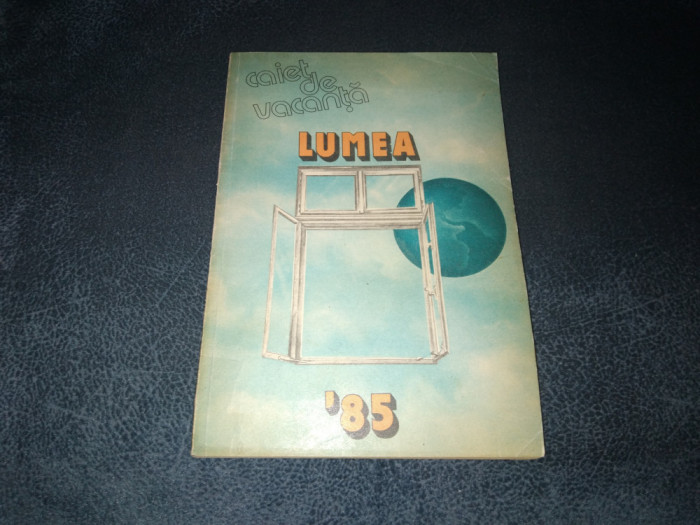 caiet
de
vacanță
LUMEA
'85